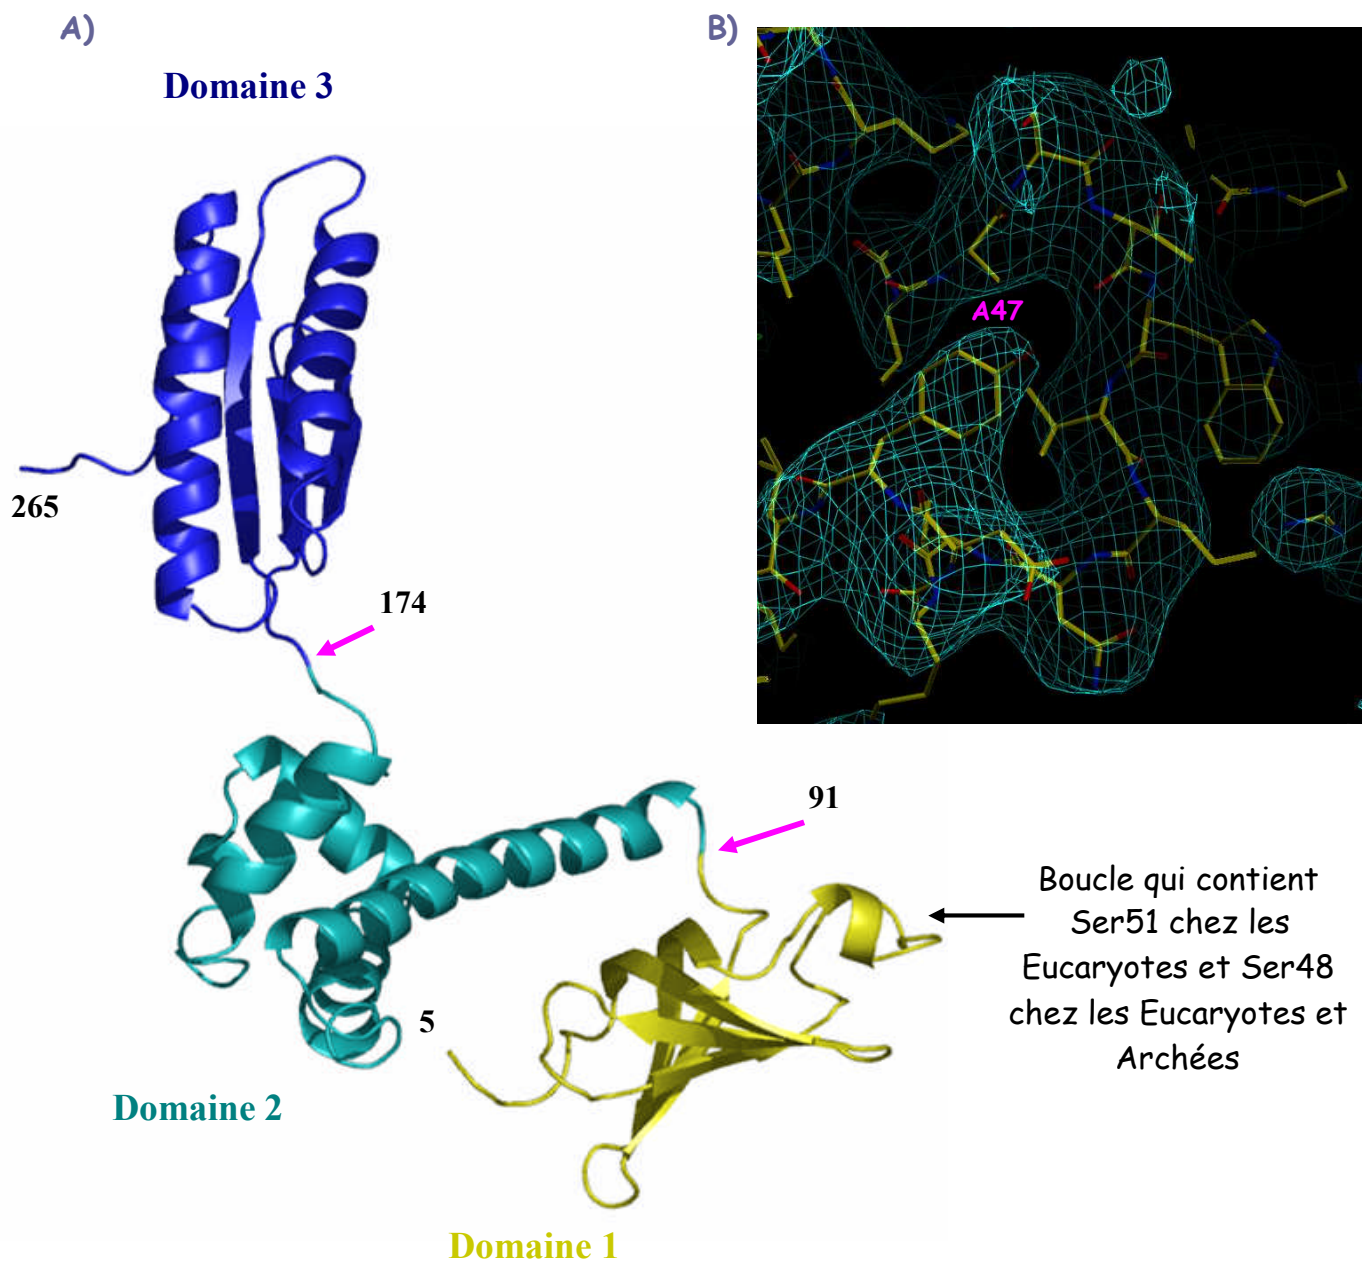 A)
B)
Domaine 3
A47
265
174
91
Boucle qui contient
Ser51 chez les
Eucaryotes et Ser48
chez les Eucaryotes et
Archées
5
Domaine 2
Domaine 1